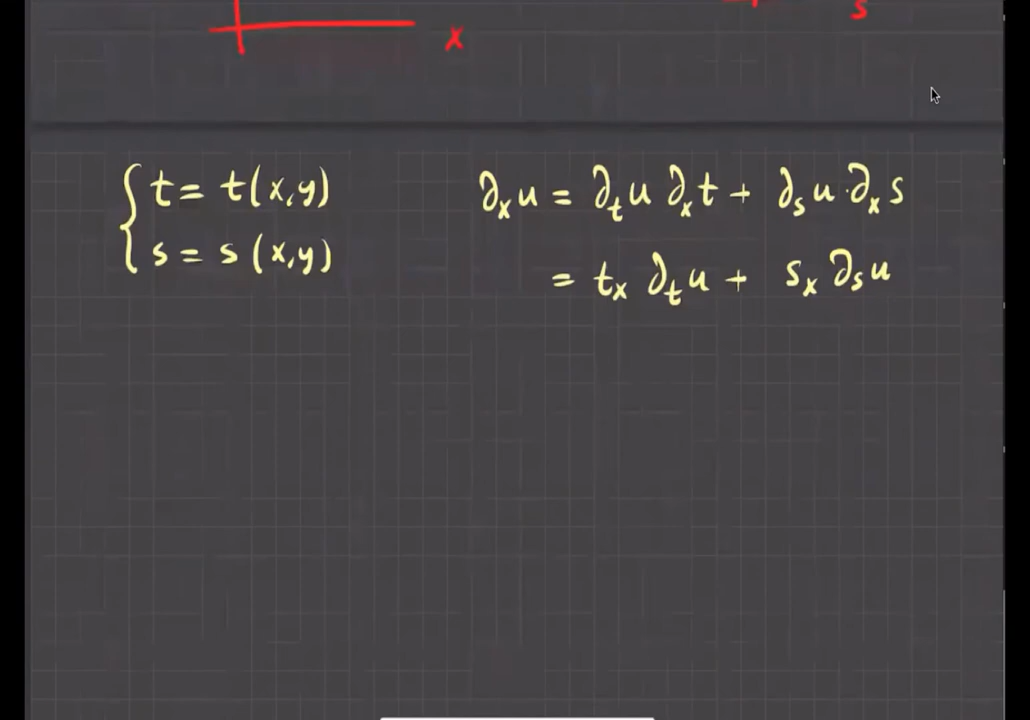 s
x
{ t = t(x,y)
s = s (x,y)
∂ₓu = ∂ₜu ∂ₓt + ∂ₛu·∂ₓs
= tₓ ∂ₜu + sₓ ∂ₛu